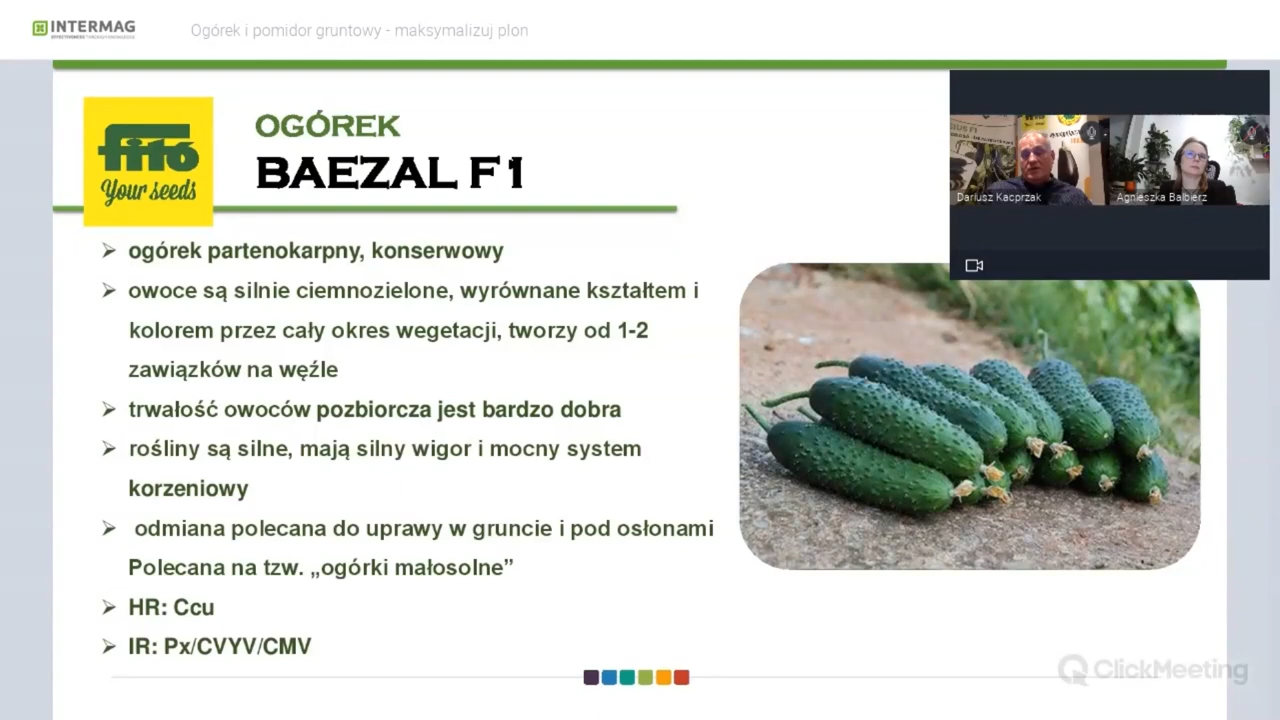 INTERMAG
Ogórek i pomidor gruntowy - maksymalizuj plon
fitó
Your seeds
OGÓREK
BAEZAL F1
Dariusz Kacprzak
Agnieszka Balbierz
➢ ogórek partenokarpny, konserwowy
➢ owoce są silnie ciemnozielone, wyrównane kształtem i
kolorem przez cały okres wegetacji, tworzy od 1-2
zawiązków na węźle
➢ trwałość owoców pozbiorcza jest bardzo dobra
➢ rośliny są silne, mają silny wigor i mocny system
korzeniowy
➢ odmiana polecana do uprawy w gruncie i pod osłonami
Polecana na tzw. „ogórki małosolne”
➢ HR: Ccu
➢ IR: Px/CVYV/CMV
ClickMeeting